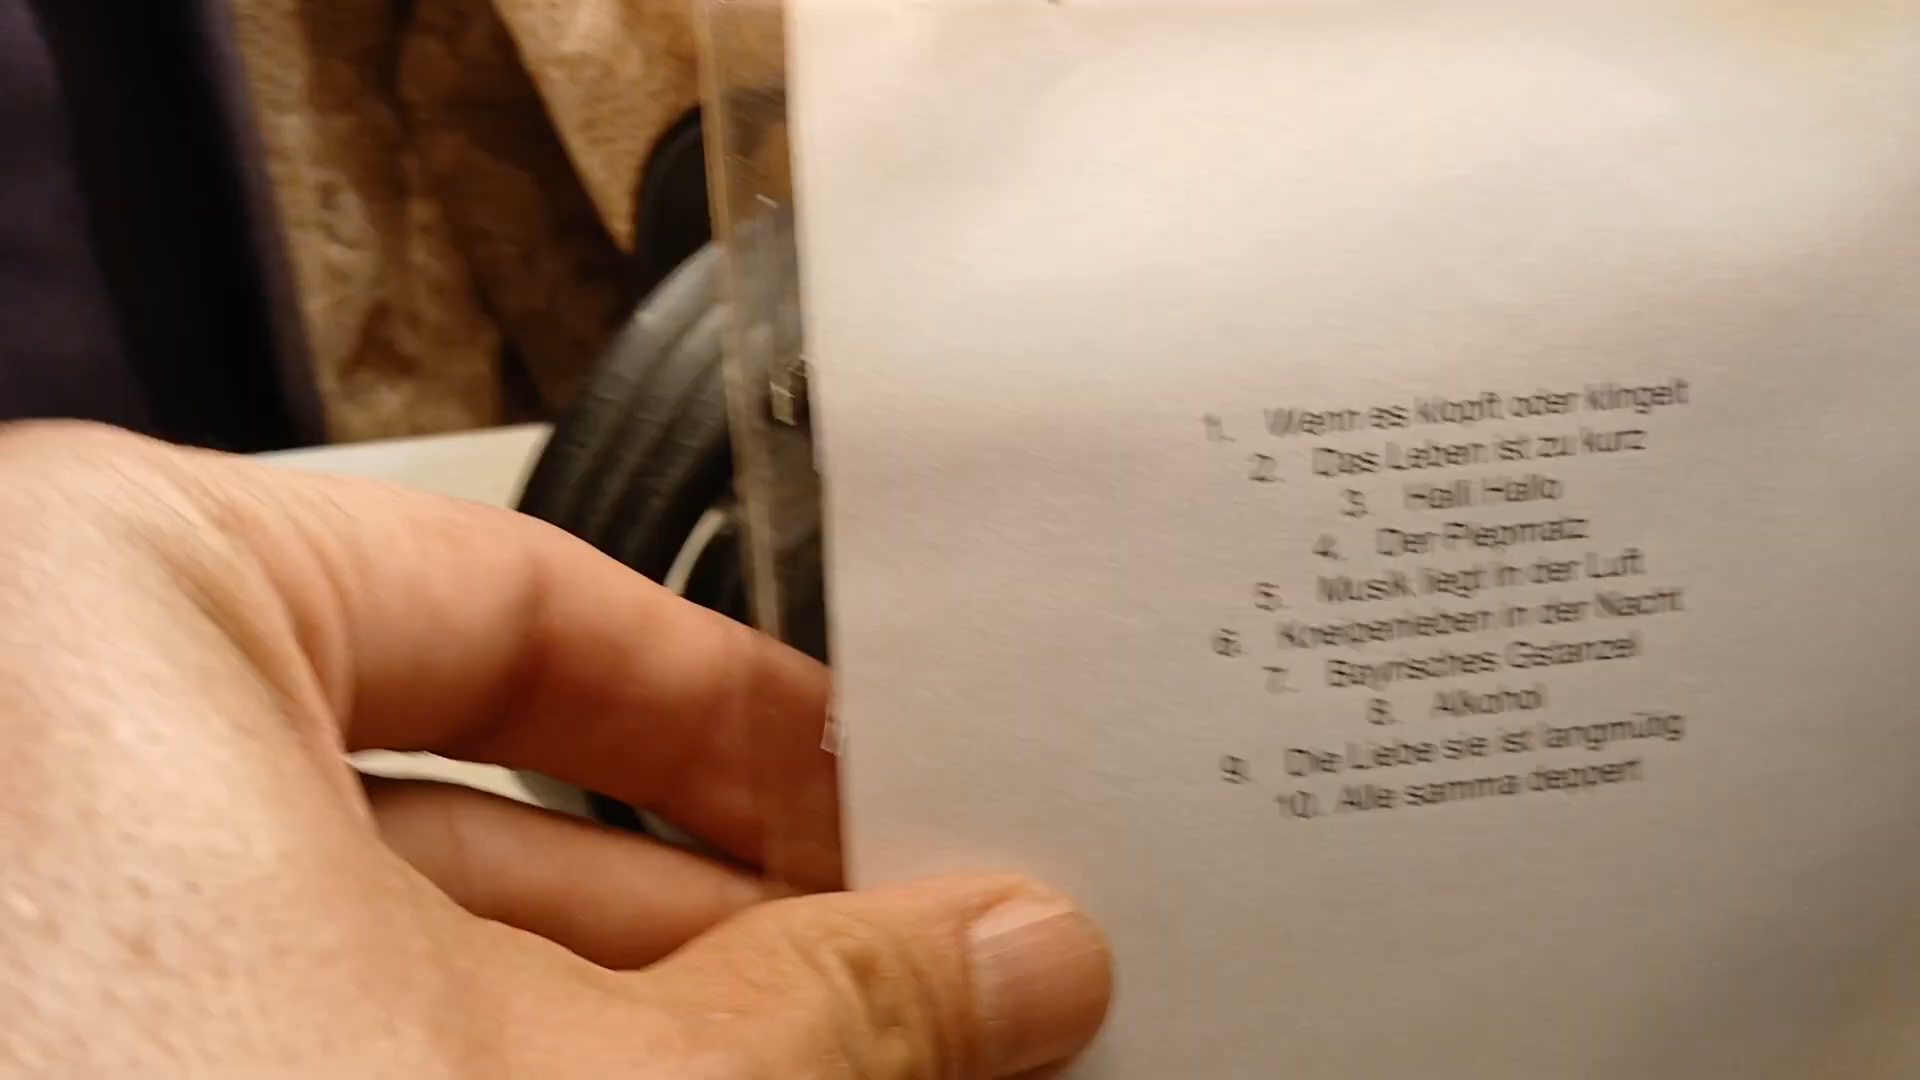 1. Wenn es klopft oder klingelt
2. Das Leben ist zu kurz
3. Halli Hallo
4. Der Piepmatz
5. Musik liegt in der Luft
6. Kneipenleben in der Nacht
7. Bayrisches Gstanzel
8. Alkohol
9. Die Liebe sie ist langmütig
10. Alle samma deppert